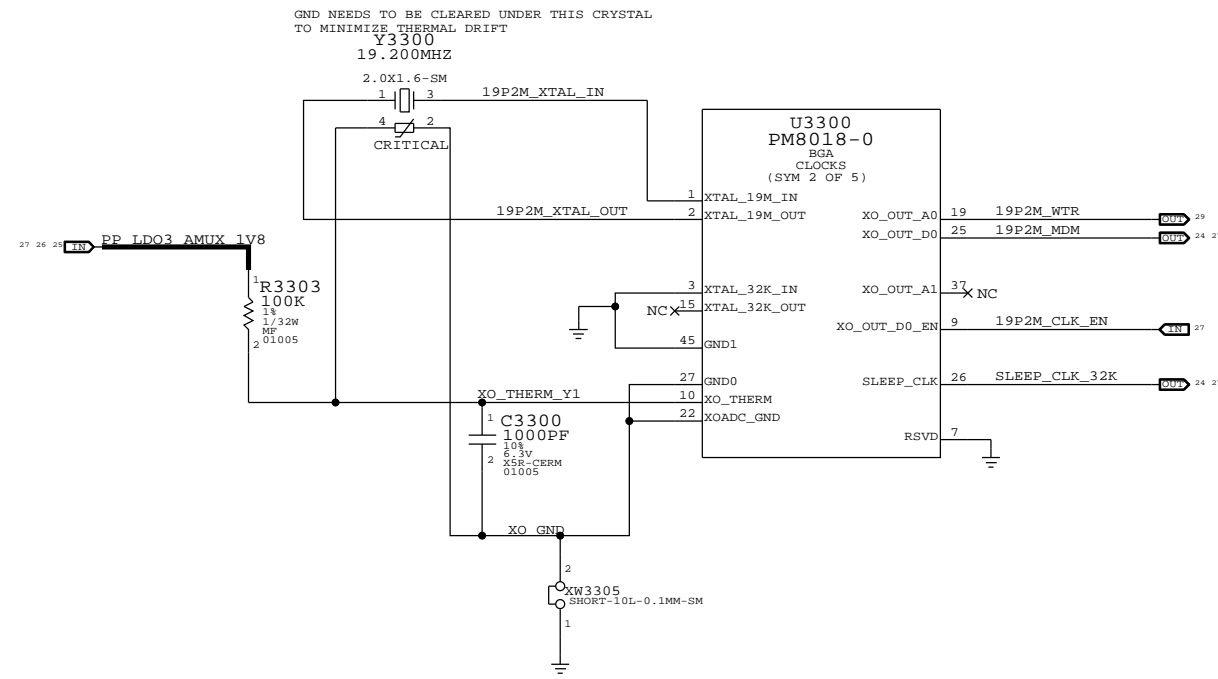 GND NEEDS TO BE CLEARED UNDER THIS CRYSTAL
TO MINIMIZE THERMAL DRIFT
Y3300
19.200MHZ
2.0X1.6-SM
1 3
19P2M_XTAL_IN
4 2
CRITICAL
U3300
PM8018-0
BGA
CLOCKS
(SYM 2 OF 5)
1 XTAL_19M_IN
19P2M_XTAL_OUT 2 XTAL_19M_OUT
XO_OUT_A0 19 19P2M_WTR OUT 29
XO_OUT_D0 25 19P2M_MDM OUT 24 2
27 26 25 IN PP_LDO3_AMUX_1V8
1
R3303
100K
1%
1/32W
MF
01005
2
3 XTAL_32K_IN
NC 15 XTAL_32K_OUT
45 GND1
XO_OUT_A1 37 NC
XO_OUT_D0_EN 9 19P2M_CLK_EN IN 27
27 GND0
SLEEP_CLK 26 SLEEP_CLK_32K OUT 24 2
XO_THERM_Y1 10 XO_THERM
22 XOADC_GND
RSVD 7
1
C3300
1000PF
10%
6.3V
X5R-CERM
01005
2
XO_GND
2
XW3305
SHORT-10L-0.1MM-SM
1